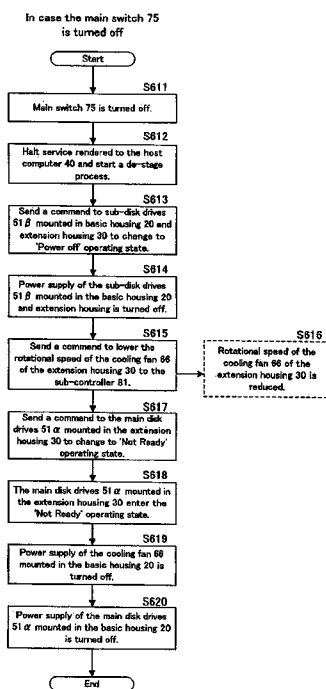 In case the main switch 75
is turned off
Start
S611
Main switch 75 is turned off.
S612
Halt service rendered to the host
computer 40 and start a de-stage
process.
S613
Send a command to sub-disk drives
51β mounted in basic housing 20 and
extension housing 30 to change to
'Power off' operating state.
S614
Power supply of the sub-disk drives
51β mounted in the basic housing 20
and extension housing is turned off.
S615
Send a command to lower the
rotational speed of the cooling fan 66
of the extension housing 30 to the
sub-controller 81.
S616
Rotational speed of the
cooling fan 66 of the
extension housing 30 is
reduced.
S617
Send a command to the main disk
drives 51α mounted in the extension
housing 30 to change to 'Not Ready'
operating state.
S618
The main disk drives 51α mounted in
the extension housing 30 enter the
'Not Ready' operating state.
S619
Power supply of the cooling fan 66
mounted in the basic housing 20 is
turned off.
S620
Power supply of the main disk drives
51α mounted in the basic housing 20
is turned off.
End